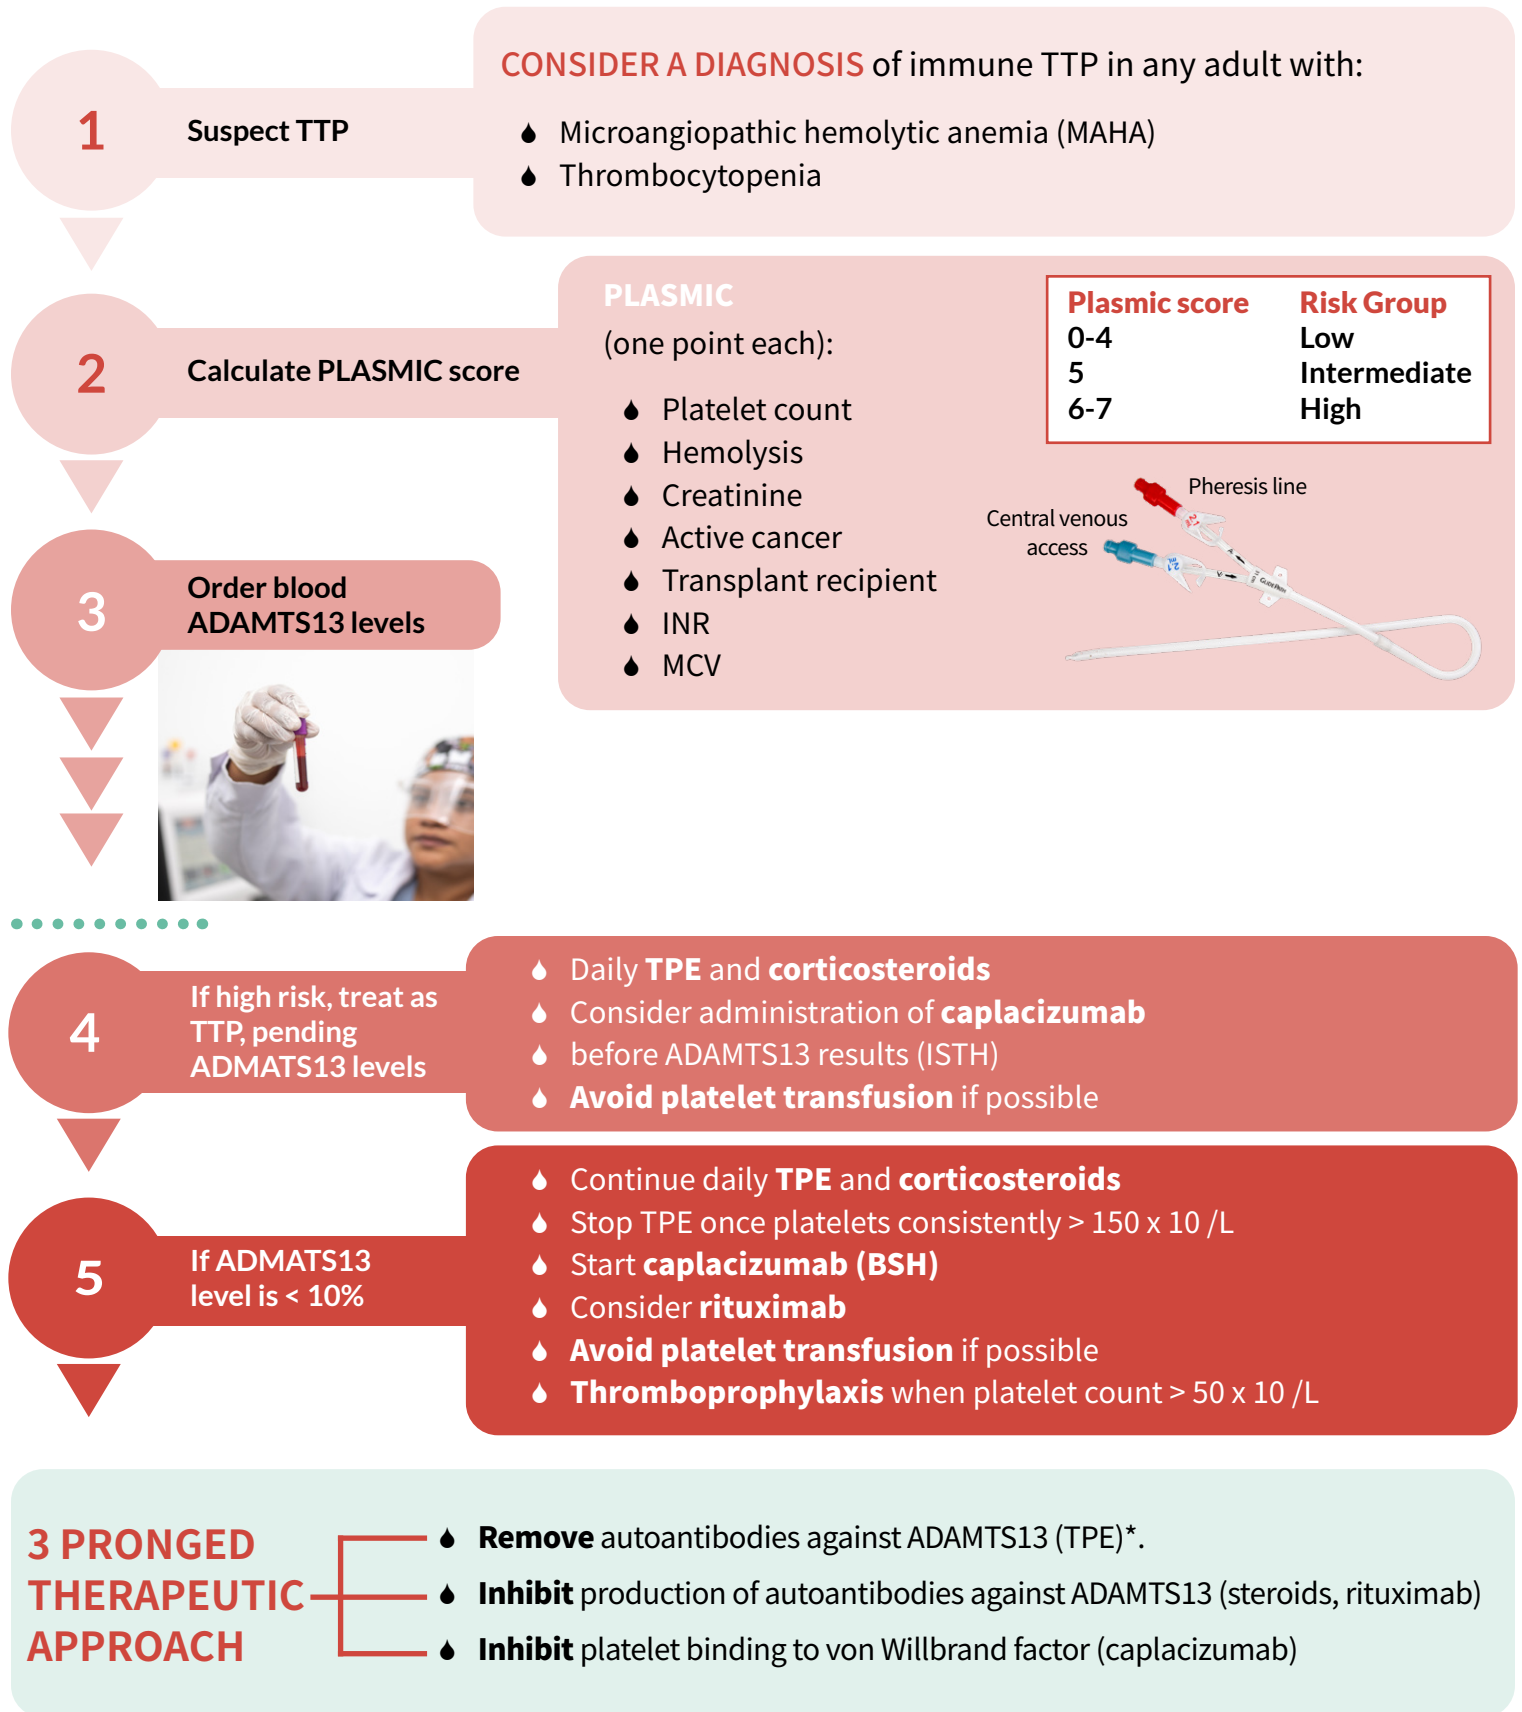 1
Suspect TTP
CONSIDER A DIAGNOSIS of immune TTP in any adult with:
Microangiopathic hemolytic anemia (MAHA)
Thrombocytopenia
2
Calculate PLASMIC score
PLASMIC
(one point each):
Platelet count
Hemolysis
Creatinine
Active cancer
Transplant recipient
INR
MCV
Plasmic score Risk Group
0-4 Low
5 Intermediate
6-7 High
Pheresis line
Central venous
access
3
Order blood
ADAMTS13 levels
4
If high risk, treat as
TTP, pending
ADMATS13 levels
Daily TPE and corticosteroids
Consider administration of caplacizumab
before ADAMTS13 results (ISTH)
Avoid platelet transfusion if possible
5
If ADMATS13
level is < 10%
Continue daily TPE and corticosteroids
Stop TPE once platelets consistently > 150 x 10 /L
Start caplacizumab (BSH)
Consider rituximab
Avoid platelet transfusion if possible
Thromboprophylaxis when platelet count > 50 x 10 /L
3 PRONGED
THERAPEUTIC
APPROACH
Remove autoantibodies against ADAMTS13 (TPE)*.
Inhibit production of autoantibodies against ADAMTS13 (steroids, rituximab)
Inhibit platelet binding to von Willbrand factor (caplacizumab)